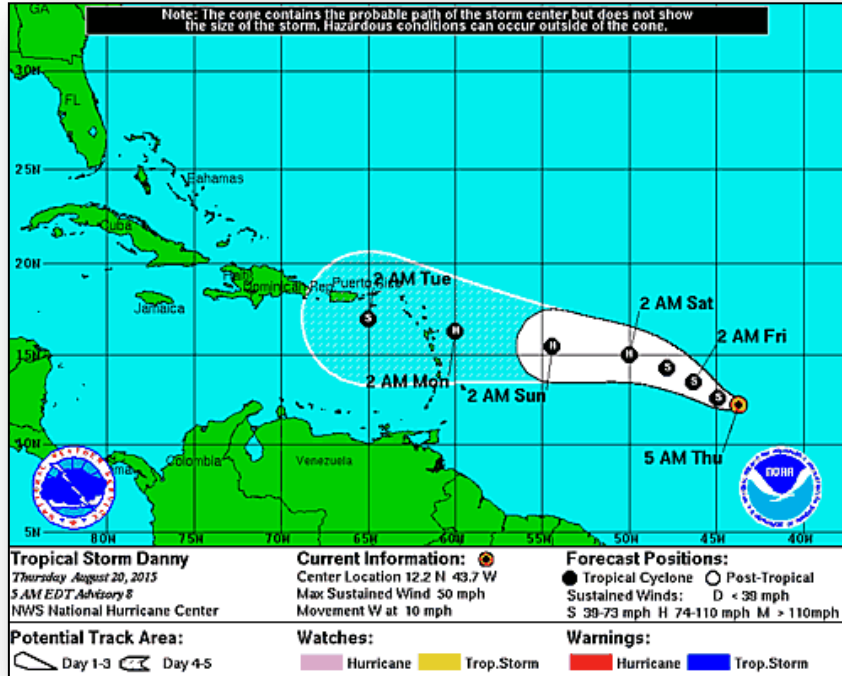 Note: The cone contains the probable path of the storm center but does not show
the size of the storm. Hazardous conditions can occur outside of the cone.
GA
30N
FL
25N
Bahamas
Cuba
20N
2 AM Tue
Haiti
Dominican Rep
Puerto Rico
Jamaica
2 AM Sat
S
H
H
H
S
S
S
2 AM Fri
15N
2 AM Mon
2 AM Sun
10N
5 AM Thu
Colombia
Venezuela
NOAA
5N
80W
75W
70W
65W
60W
55W
50W
45W
40W
Tropical Storm Danny
Thursday August 20, 2015
5 AM EDT Advisory 8
NWS National Hurricane Center
Current Information:
Center Location 12.2 N 43.7 W
Max Sustained Wind 50 mph
Movement W at 10 mph
Forecast Positions:
Tropical Cyclone Post-Tropical
Sustained Winds: D < 39 mph
S 39-73 mph H 74-110 mph M > 110mph
Potential Track Area:
Day 1-3 Day 4-5
Watches:
Hurricane Trop.Storm
Warnings:
Hurricane Trop.Storm